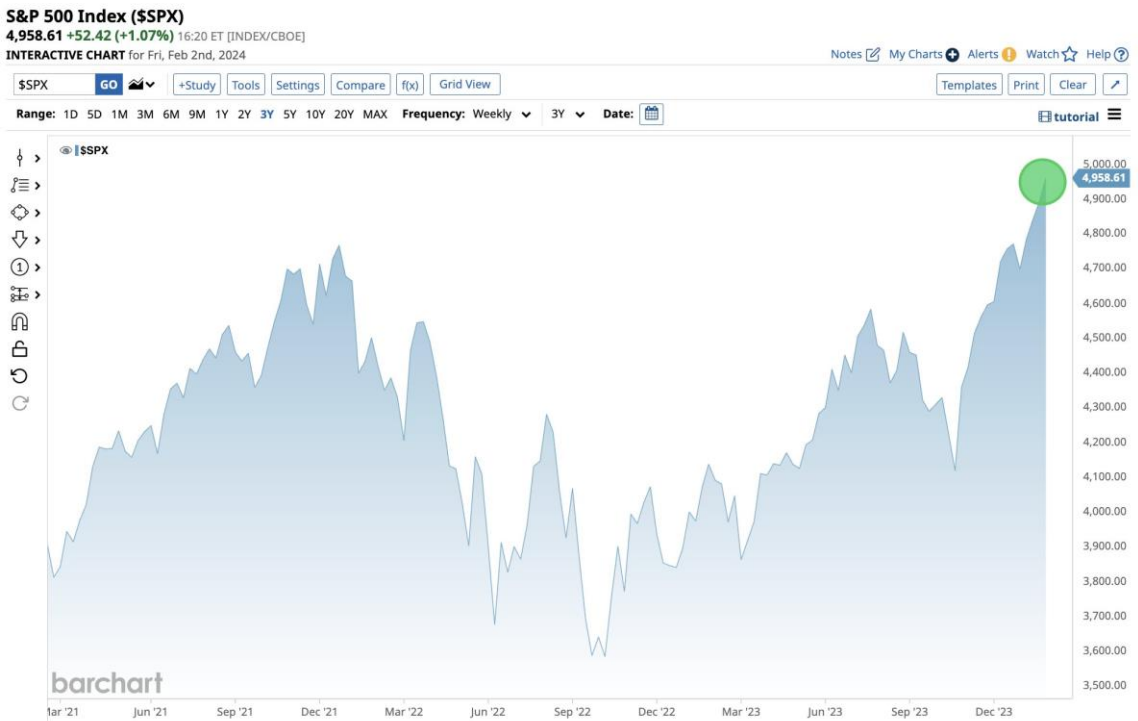 S&P 500 Index ($SPX)
4,958.61 +52.42 (+1.07%) 16:20 ET [INDEX/CBOE]
INTERACTIVE CHART for Fri, Feb 2nd, 2024
Notes My Charts Alerts Watch Help
$SPX GO +Study Tools Settings Compare f(x) Grid View Templates Print Clear
Range: 1D 5D 1M 3M 6M 9M 1Y 2Y 3Y 5Y 10Y 20Y MAX Frequency: Weekly 3Y Date: tutorial
$SPX
5,000.00
4,958.61
4,900.00
4,800.00
4,700.00
4,600.00
4,500.00
4,400.00
4,300.00
4,200.00
4,100.00
4,000.00
3,900.00
3,800.00
3,700.00
3,600.00
3,500.00
barchart
Mar '21 Jun '21 Sep '21 Dec '21 Mar '22 Jun '22 Sep '22 Dec '22 Mar '23 Jun '23 Sep '23 Dec '23